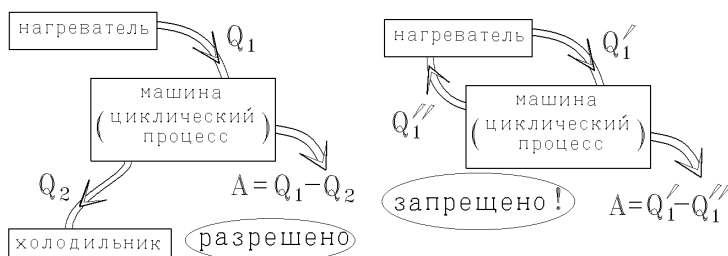 нагреватель
Q₁
машина
(циклический процесс)
Q₂
A = Q₁−Q₂
холодильник
разрешено
нагреватель
Q₁′
машина
(циклический процесс)
Q₁″
запрещено!
A=Q₁′−Q₁″